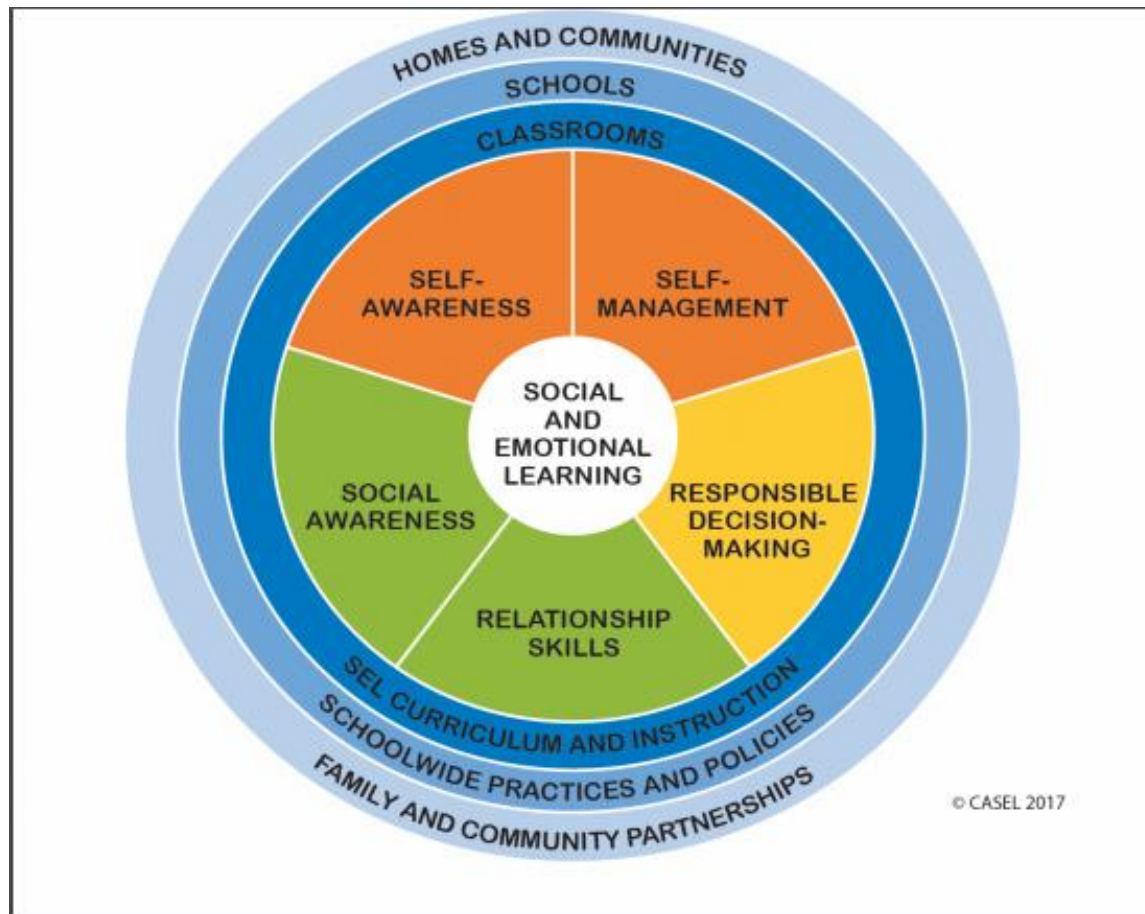 HOMES AND COMMUNITIES
SCHOOLS
CLASSROOMS
SELF-
AWARENESS
SELF-
MANAGEMENT
SOCIAL
AND
EMOTIONAL
LEARNING
SOCIAL
AWARENESS
RESPONSIBLE
DECISION-
MAKING
RELATIONSHIP
SKILLS
SEL CURRICULUM AND INSTRUCTION
SCHOOLWIDE PRACTICES AND POLICIES
FAMILY AND COMMUNITY PARTNERSHIPS
© CASEL 2017